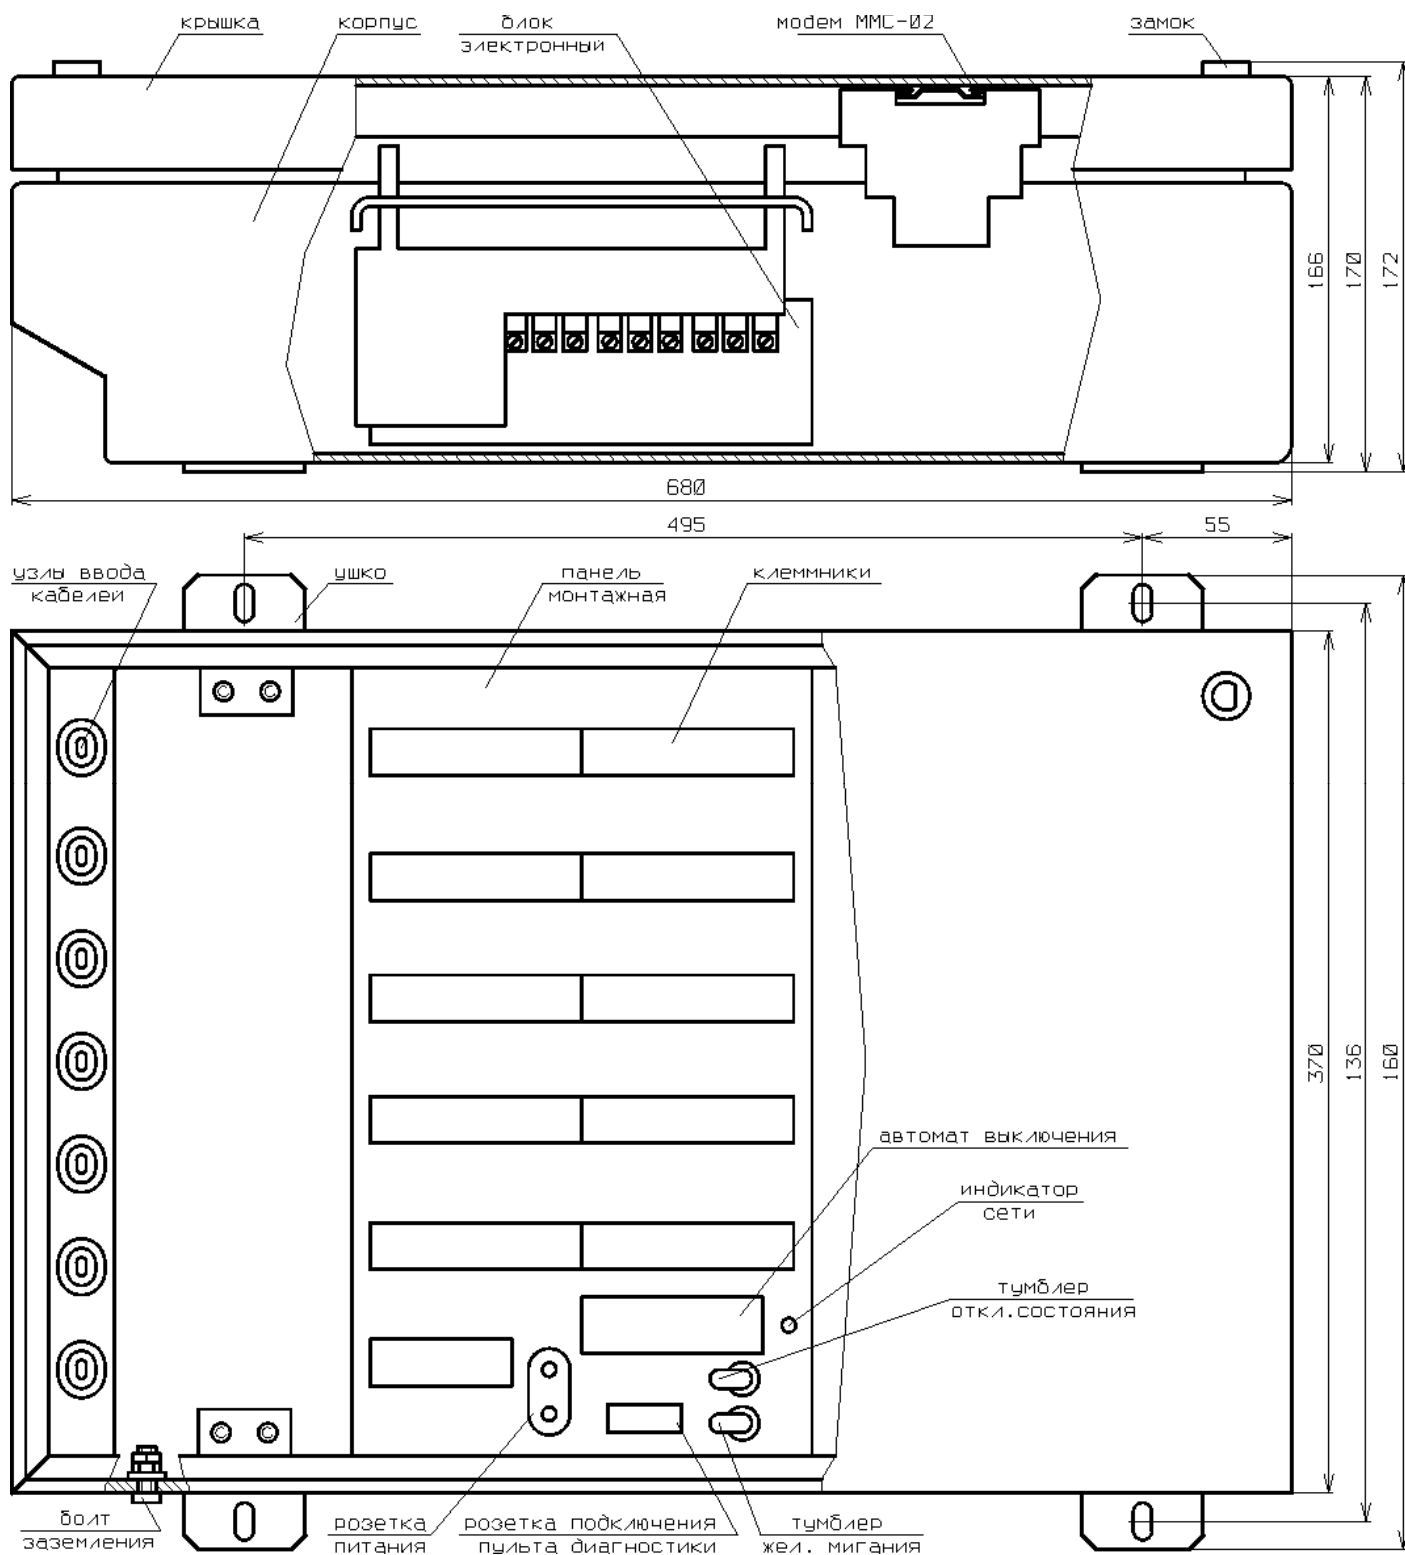 крышка
корпус
блок
электронный
модем ММС-02
замок
166
170
172
680
495
55
узлы ввода
кабелей
ушко
панель
монтажная
клеммники
370
136
160
автомат выключения
индикатор
сети
тумблер
откл.состояния
болт
заземления
розетка
питания
розетка подключения
пульта диагностики
тумблер
жел. мигания